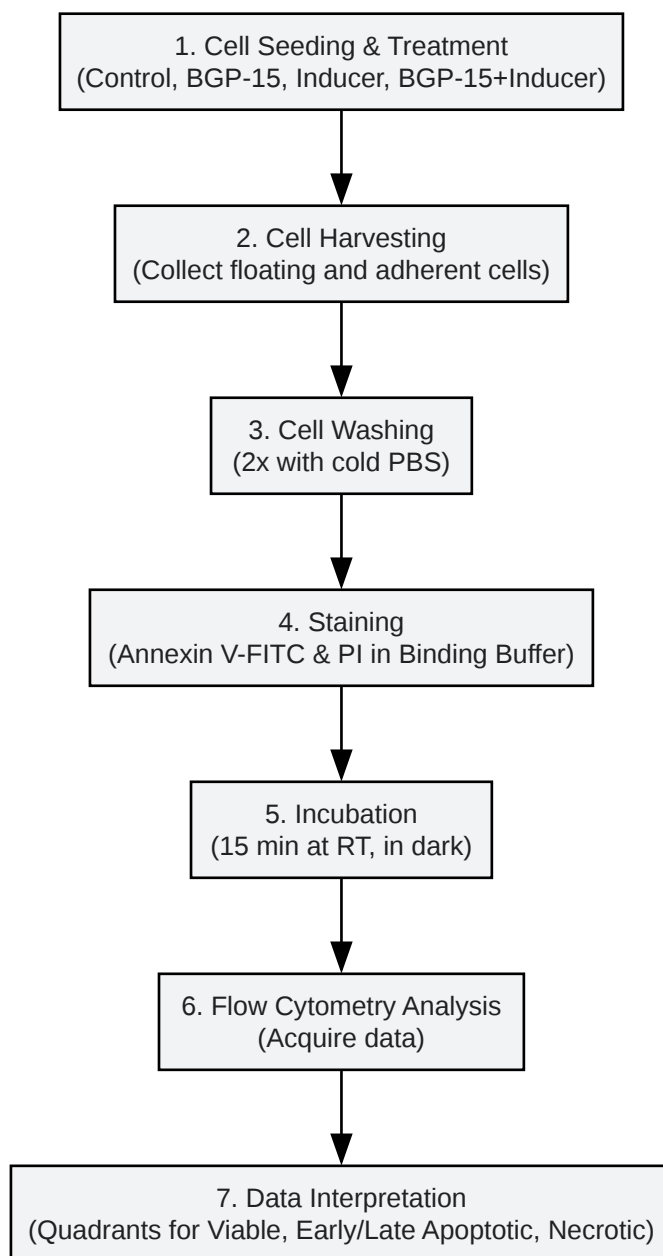 1. Cell Seeding & Treatment
(Control, BGP-15, Inducer, BGP-15+Inducer)
2. Cell Harvesting
(Collect floating and adherent cells)
3. Cell Washing
(2x with cold PBS)
4. Staining
(Annexin V-FITC & PI in Binding Buffer)
5. Incubation
(15 min at RT, in dark)
6. Flow Cytometry Analysis
(Acquire data)
7. Data Interpretation
(Quadrants for Viable, Early/Late Apoptotic, Necrotic)